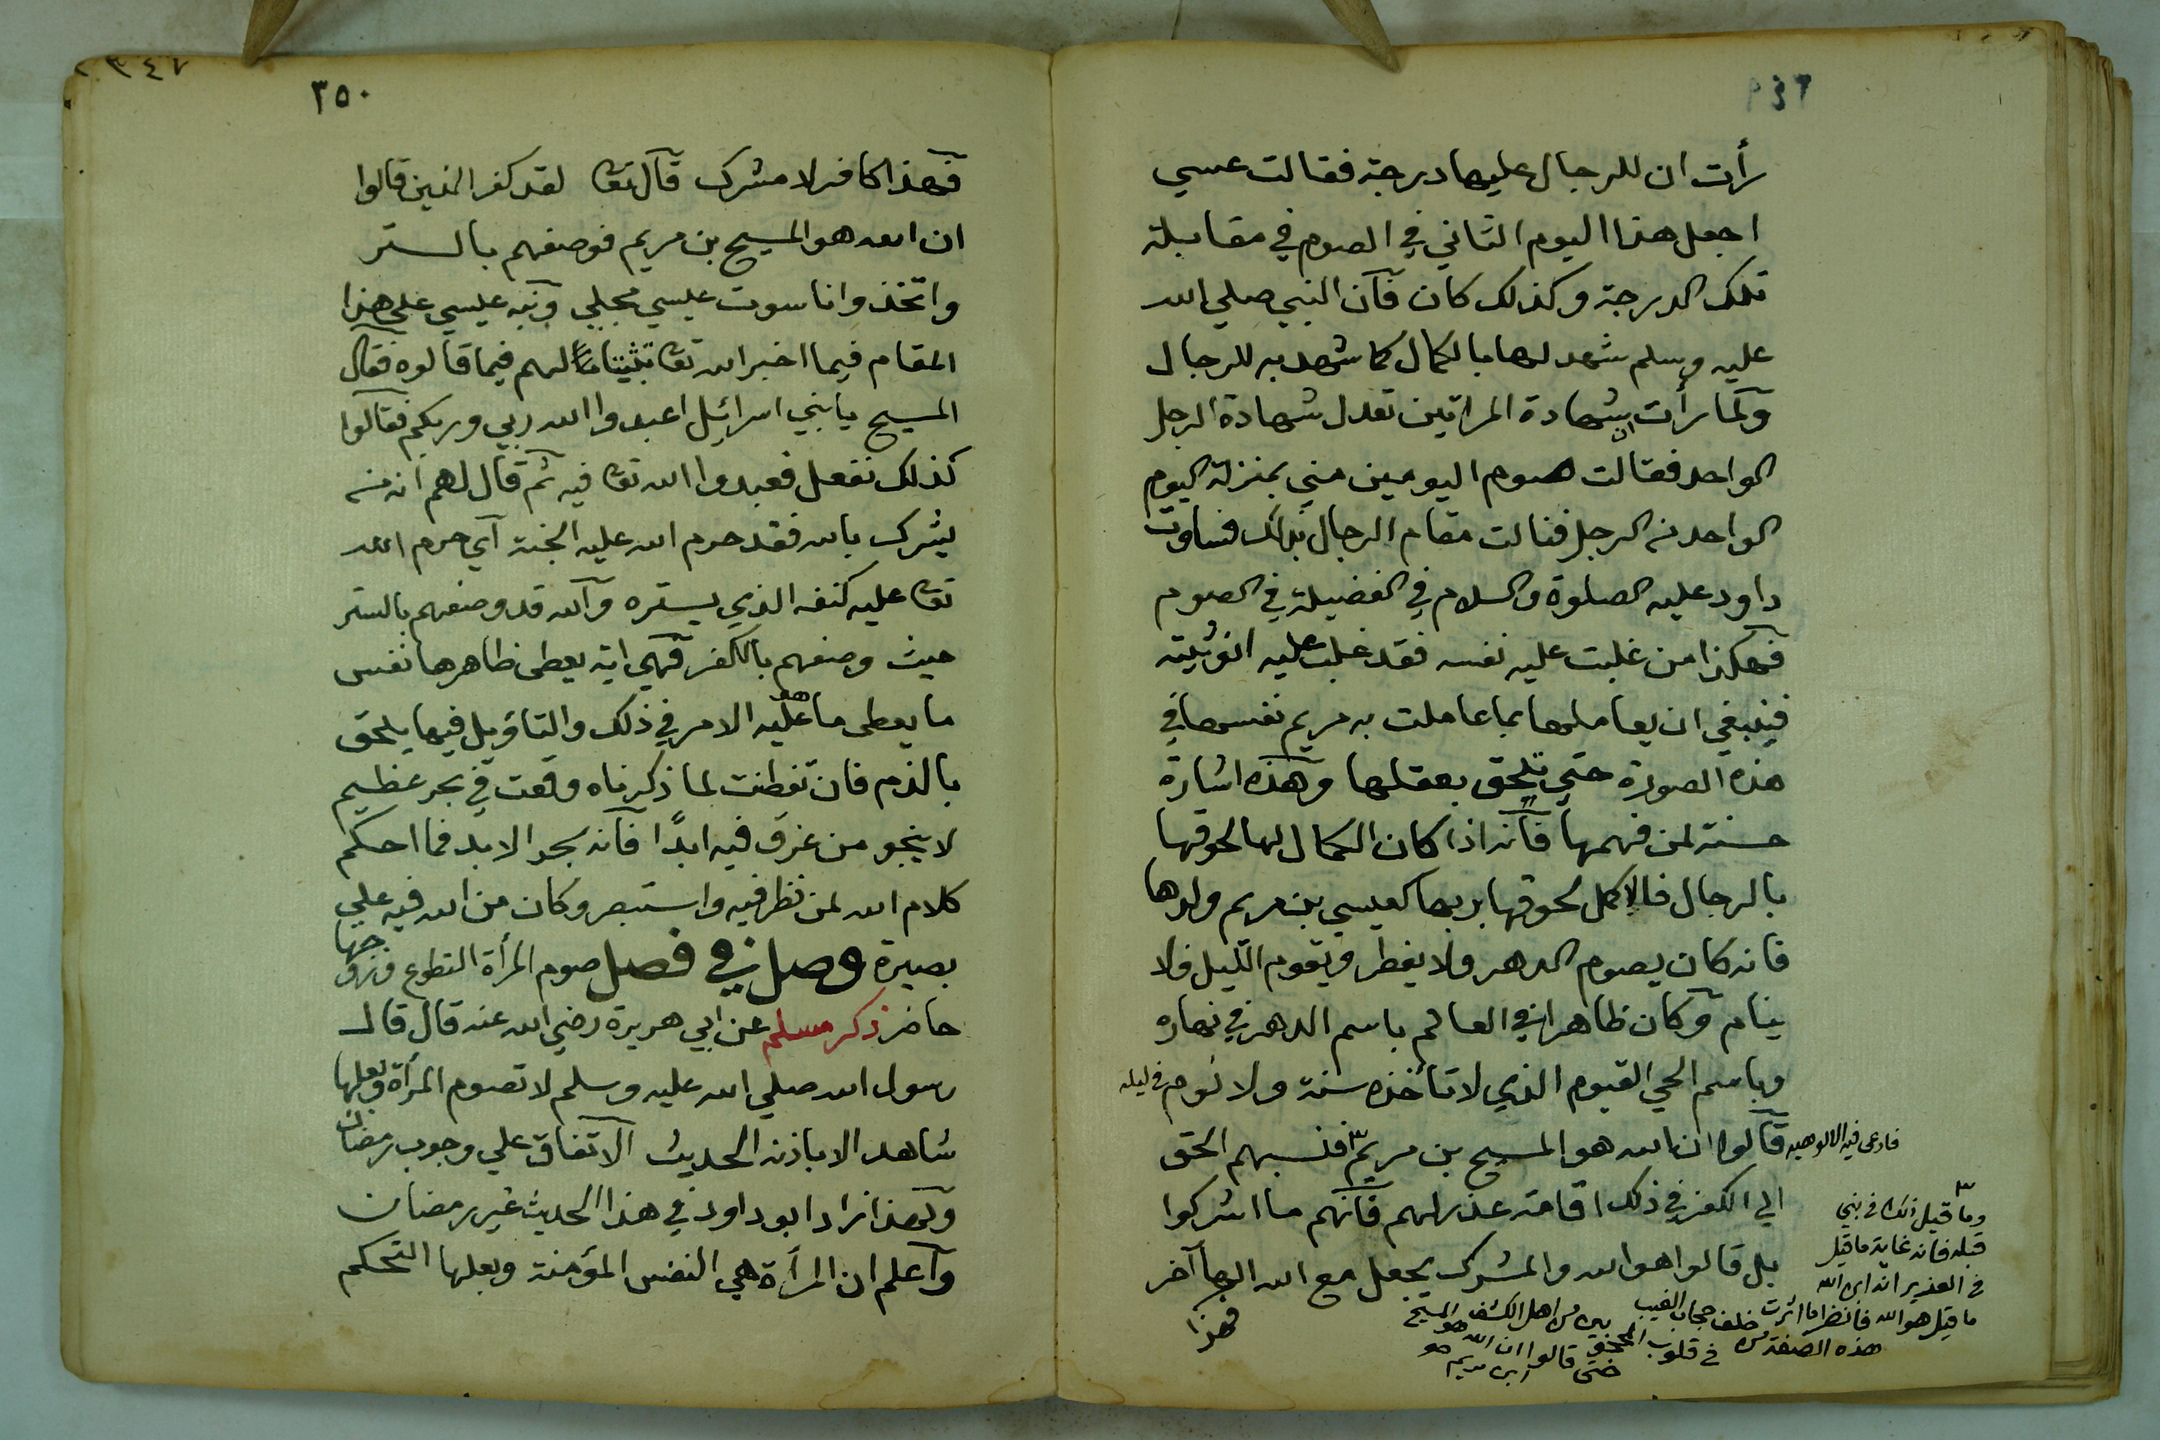 ٣٤٩
رأت ان للرجال عليها درجة فقالت عسي
اجعل هذا اليوم الثاني في الصوم في مقابلة
تلك الدرجة وكذلك كان فان النبي صلي الله
عليه وسلم شهد لها بالكمال كما شهد به للرجال
ولما رأت شهادة المراتين تعدل شهادة الرجل
الواحد فقالت صوم اليومين مني بمنزلة اليوم
الواحد من الرجل فنالت مقام الرجال بذلك فساوت
داود عليه الصلوة والسلام في الفضيلة في الصوم
فهكذا من غلبت عليه نفسه فقد غلبت عليه انوثيته
فينبغي ان يعاملها بما عاملت به مريم نفسها في
هذه الصورة حتي تلحق بعقلها وهذه اشارة
حسنة لمن فهمها فانه اذا كان الكمال لها لحوقها
بالرجال فالاكمل لحوقها بربها كعيسي بن مريم ولدها
فانه كان يصوم الدهر ولا يفطر ويقوم الليل ولا
ينام وكان ظاهرا في العالم باسم الدهر في نهاره
وباسم الحي القيوم الذي لا تأخذه سنة ولا نوم في ليله
فادعي فيه الالوهيه
قالوا ان الله هو المسيح بن مريم ٣ فنسبهم الحق
الي الكفر في ذلك اقامة عذر لهم فانهم ما اشركوا
بل قالوا هو الله والمشرك يجعل مع الله الها آخر
فهذا
٣
وما قيل ذلك في نبي
قبله فانه غاية ما قيل
في العزير انه ابن الله
ما قيل هو الله فانظر ما اثرت
هذه الصفة من خلف حجاب الغيب
في قلوب المحجوبين من اهل الكشف
حتي قالوا ان الله هو المسيح
ابن مريم
٣٤٧
٣٥٠
فهذا كافر لا مشرك قال تعا لقد كفر الذين قالوا
ان الله هو المسيح بن مريم فوصفهم بالستر
واتخذوا ناسوت عيسي مجلي ونبه عيسي علي هذا
المقام فيما اخبر الله تعا تثبيتا لهم فيما قالوه فقال
المسيح يا بني اسرائيل اعبدوا الله ربي وربكم فقالوا
كذلك نفعل فعبدوا الله تعا فيه ثم قال لهم انه من
يشرك بالله فقد حرم الله عليه الجنة اي حرم الله
تعا عليه كنفه الذي يستره والله قد وصفهم بالستر
حيث وصفهم بالكفر فهي اية يعطي ظاهرها نفس
ما يعطي ما هو عليه الامر في ذلك والتاويل فيها يلحق
بالذم فان تفطنت لما ذكرناه وقعت في بحر عظيم
لا ينجو من غرق فيه ابدًا فانه بحر الابد فما احكم
كلام الله لمن نظر فيه واستبصر وكان من الله فيه علي
بصيرة وصل في فصل صوم المرأة التطوع وزوجها
حاضر ذكر مسلم عن ابي هريرة رضي الله عنه قال قال
رسول الله صلي الله عليه وسلم لا تصوم المرأة وبعلها
شاهد الا باذنه الحديث الاتفاق علي وجوب رمضان
ولهذا زاد ابو داود في هذا الحديث غير رمضان
واعلم ان المرأة هي النفس المؤمنة وبعلها التحكم